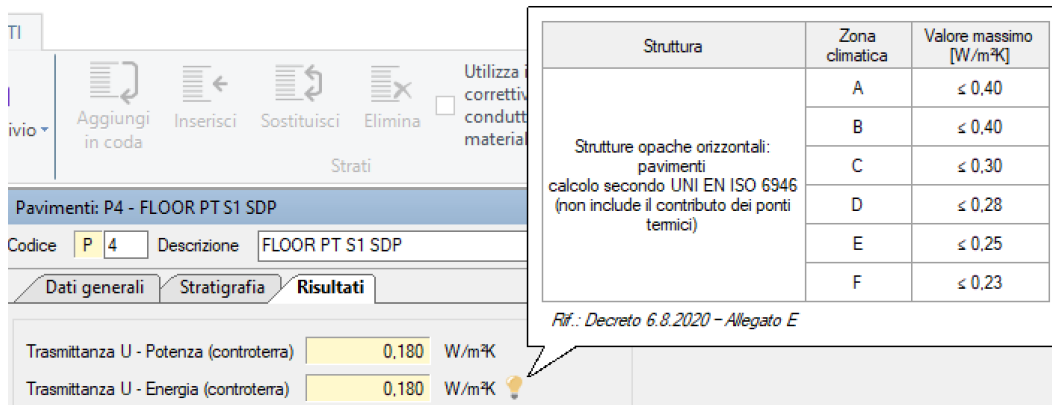 TI
ivio
Aggiungi
in coda
Inserisci
Sostituisci
Elimina
Utilizza i
correttiv
condutt
material
Strati
Pavimenti: P4 - FLOOR PT S1 SDP
Codice P 4 Descrizione FLOOR PT S1 SDP
Dati generali Stratigrafia Risultati
Trasmittanza U - Potenza (controterra) 0,180 W/m²K
Trasmittanza U - Energia (controterra) 0,180 W/m²K
Struttura
Zona
climatica
Valore massimo
[W/m²K]
Strutture opache orizzontali:
pavimenti
calcolo secondo UNI EN ISO 6946
(non include il contributo dei ponti
termici)
A ≤ 0,40
B ≤ 0,40
C ≤ 0,30
D ≤ 0,28
E ≤ 0,25
F ≤ 0,23
Rif.: Decreto 6.8.2020 – Allegato E